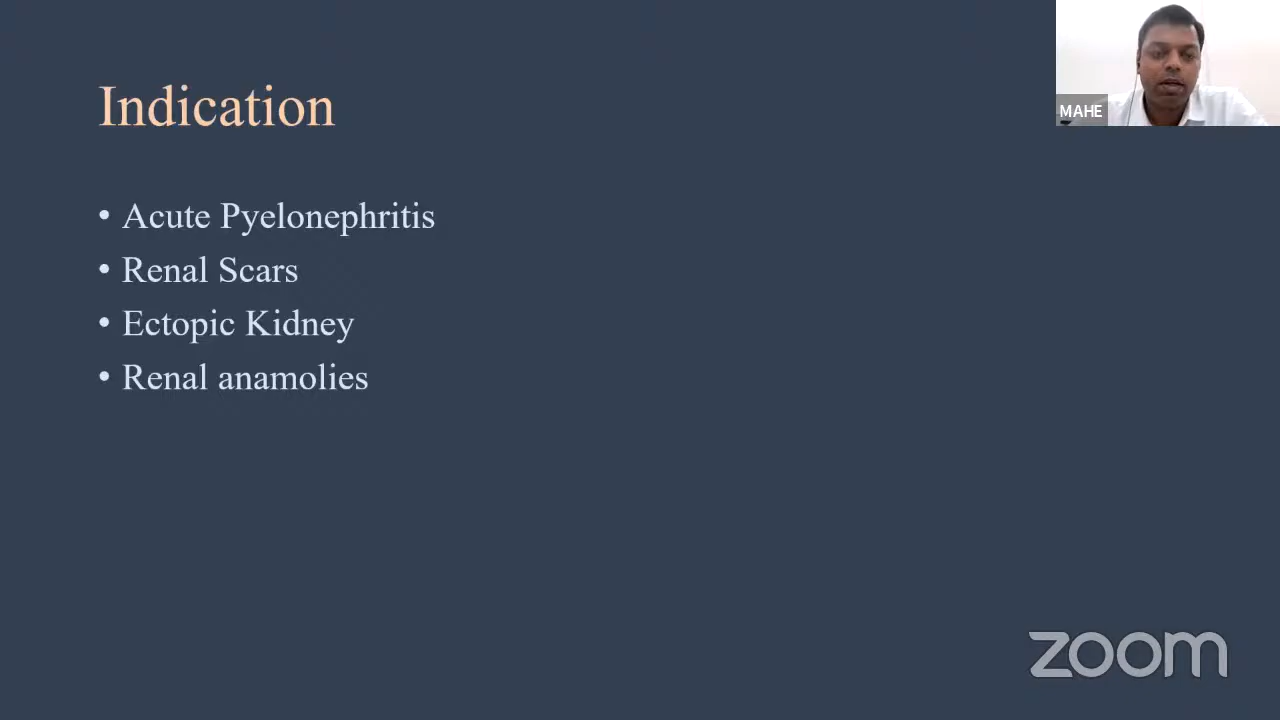 Indication
MAHE
• Acute Pyelonephritis
• Renal Scars
• Ectopic Kidney
• Renal anamolies
zoom